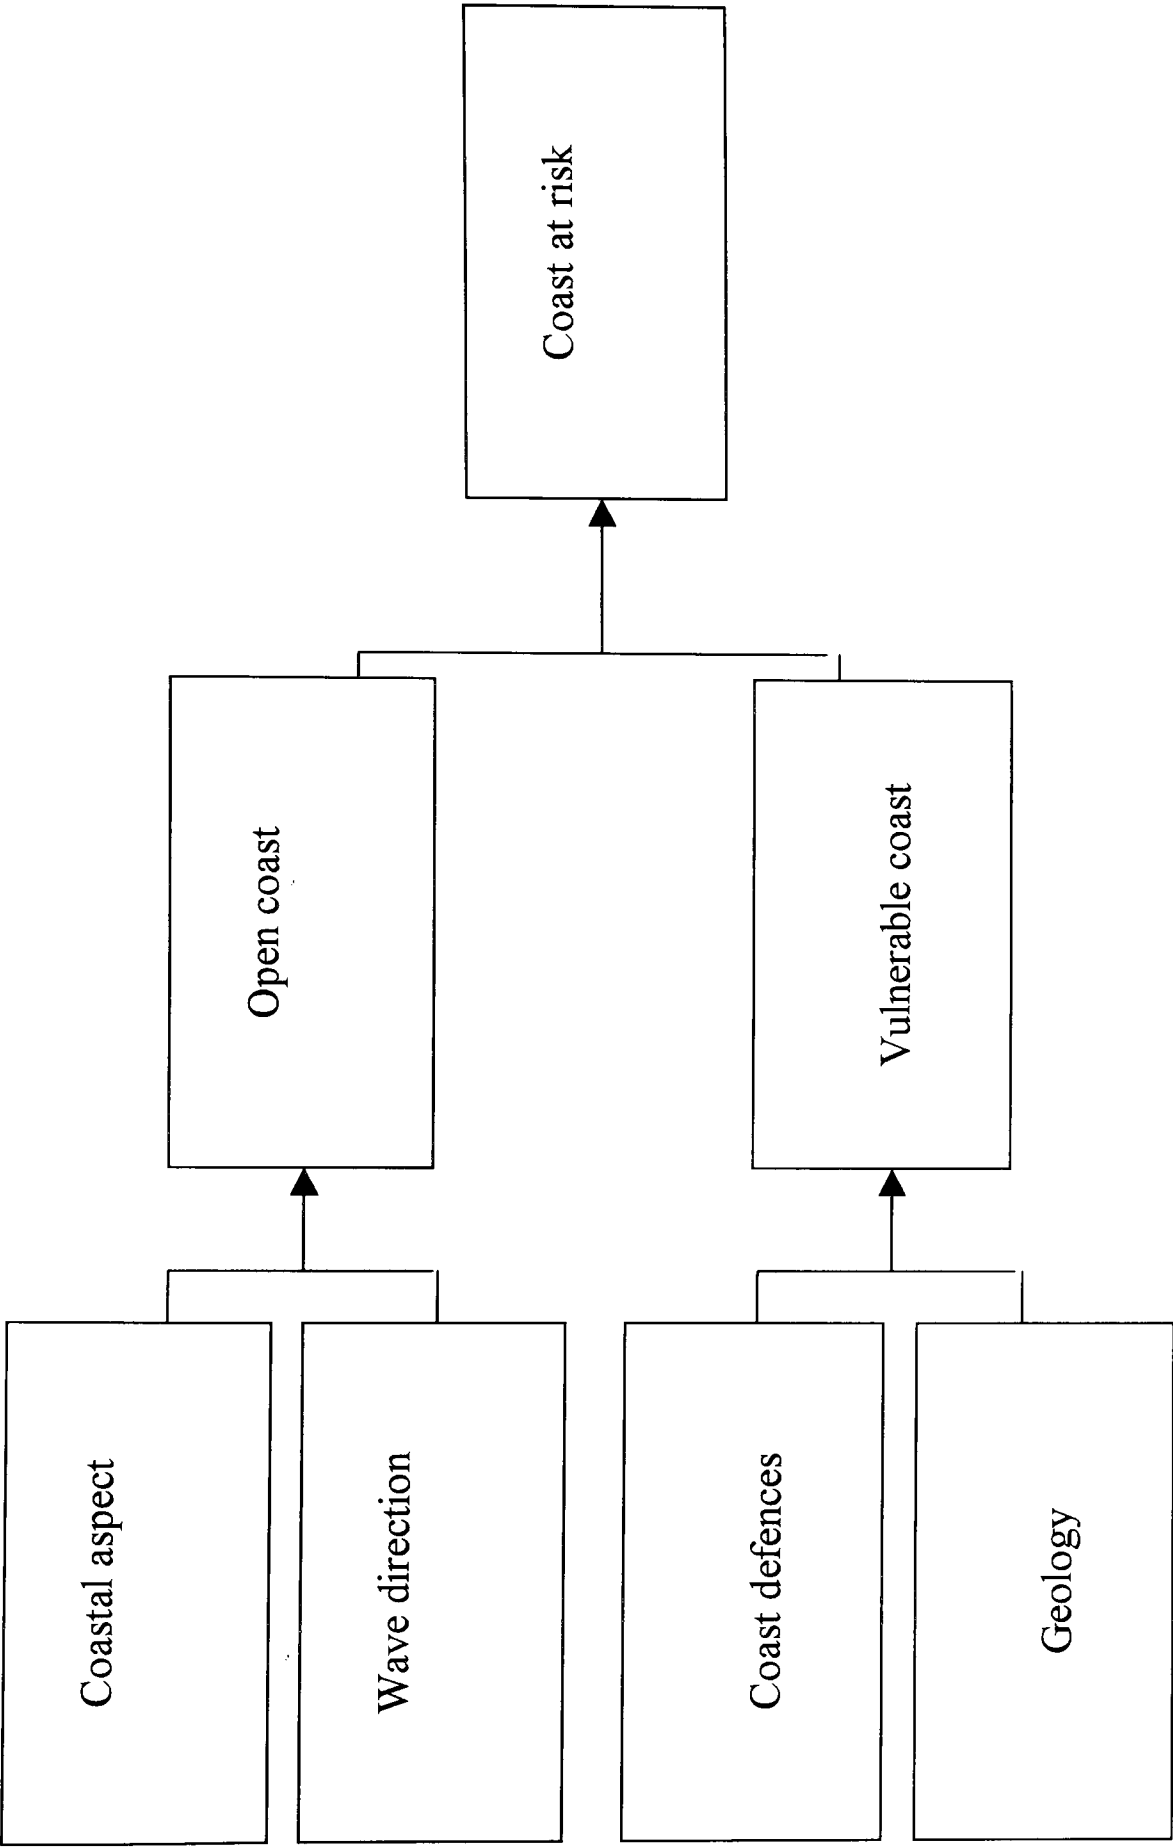 Coastal aspect
Wave direction
Coast defences
Geology
Open coast
Vulnerable coast
Coast at risk